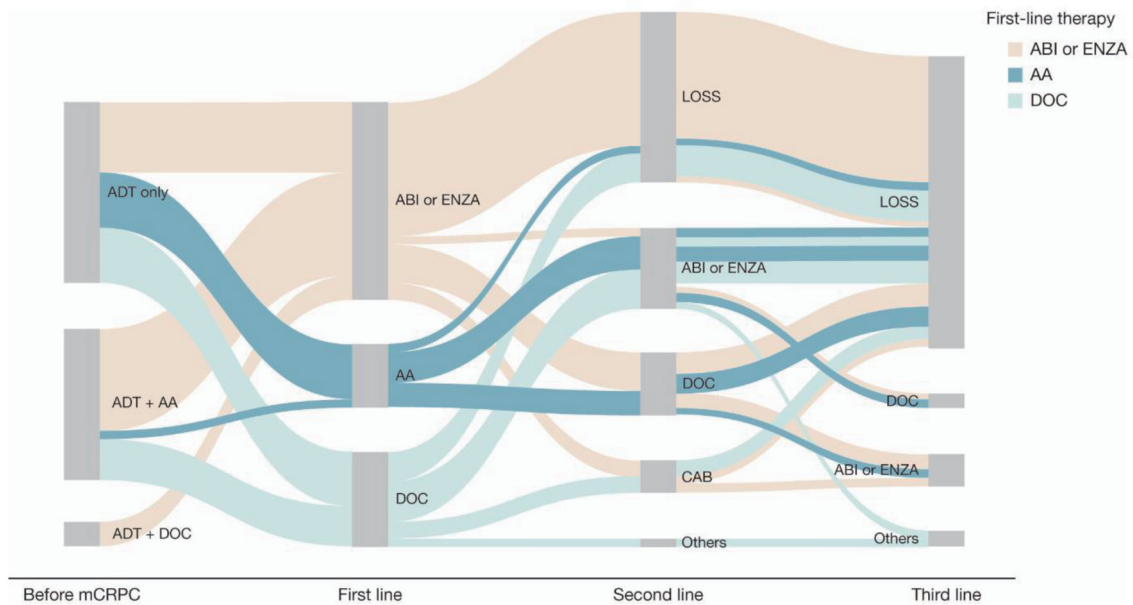 First-line therapy
ABI or ENZA
AA
DOC
ADT only
ADT + AA
ADT + DOC
ABI or ENZA
AA
DOC
LOSS
ABI or ENZA
DOC
CAB
Others
LOSS
DOC
ABI or ENZA
Others
Before mCRPC
First line
Second line
Third line